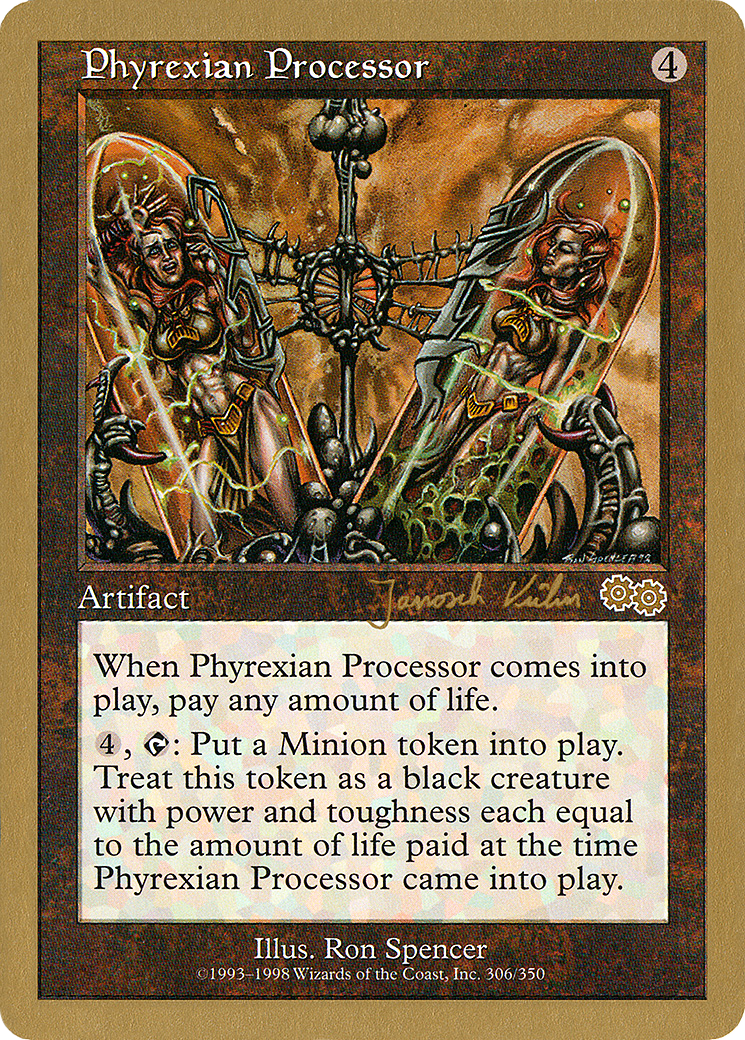 Phyrexian Processor 4
RON SPENCER 98
Artifact Janosch Kühn
When Phyrexian Processor comes into
play, pay any amount of life.
4, : Put a Minion token into play.
Treat this token as a black creature
with power and toughness each equal
to the amount of life paid at the time
Phyrexian Processor came into play.
Illus. Ron Spencer
©1993–1998 Wizards of the Coast, Inc. 306/350